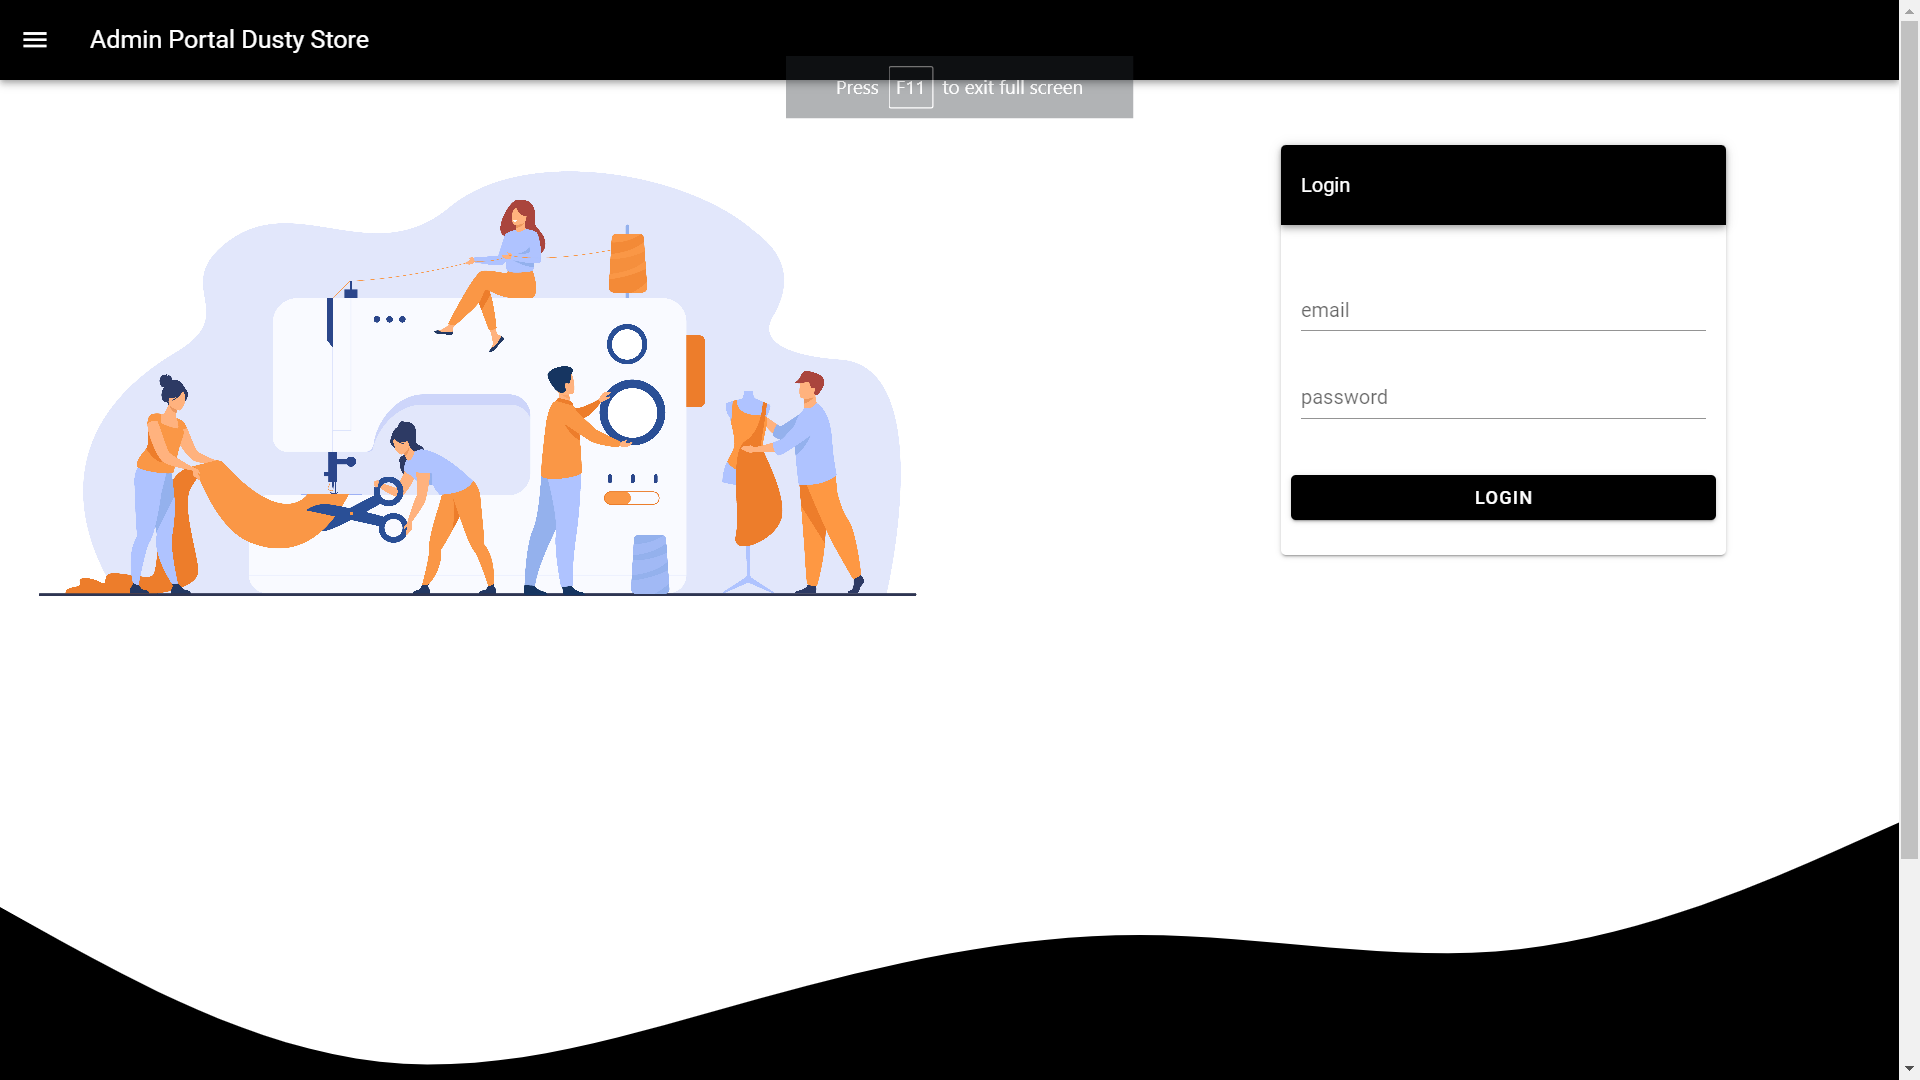 Admin Portal Dusty Store
Press F11 to exit full screen
Login
email
password
LOGIN